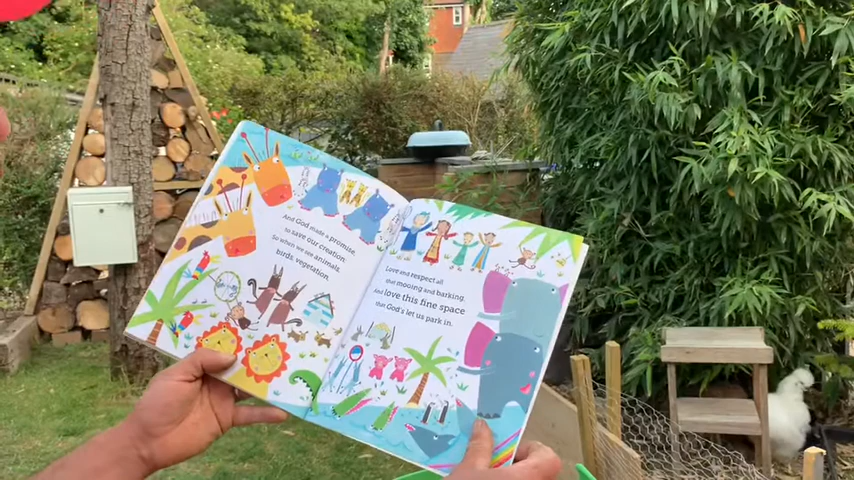 And God made a promise,
to save our creation,
So when we see animals,
birds, vegetation,
Love and respect all
the mooing and barking,
And love this fine space
that God's let us park in.